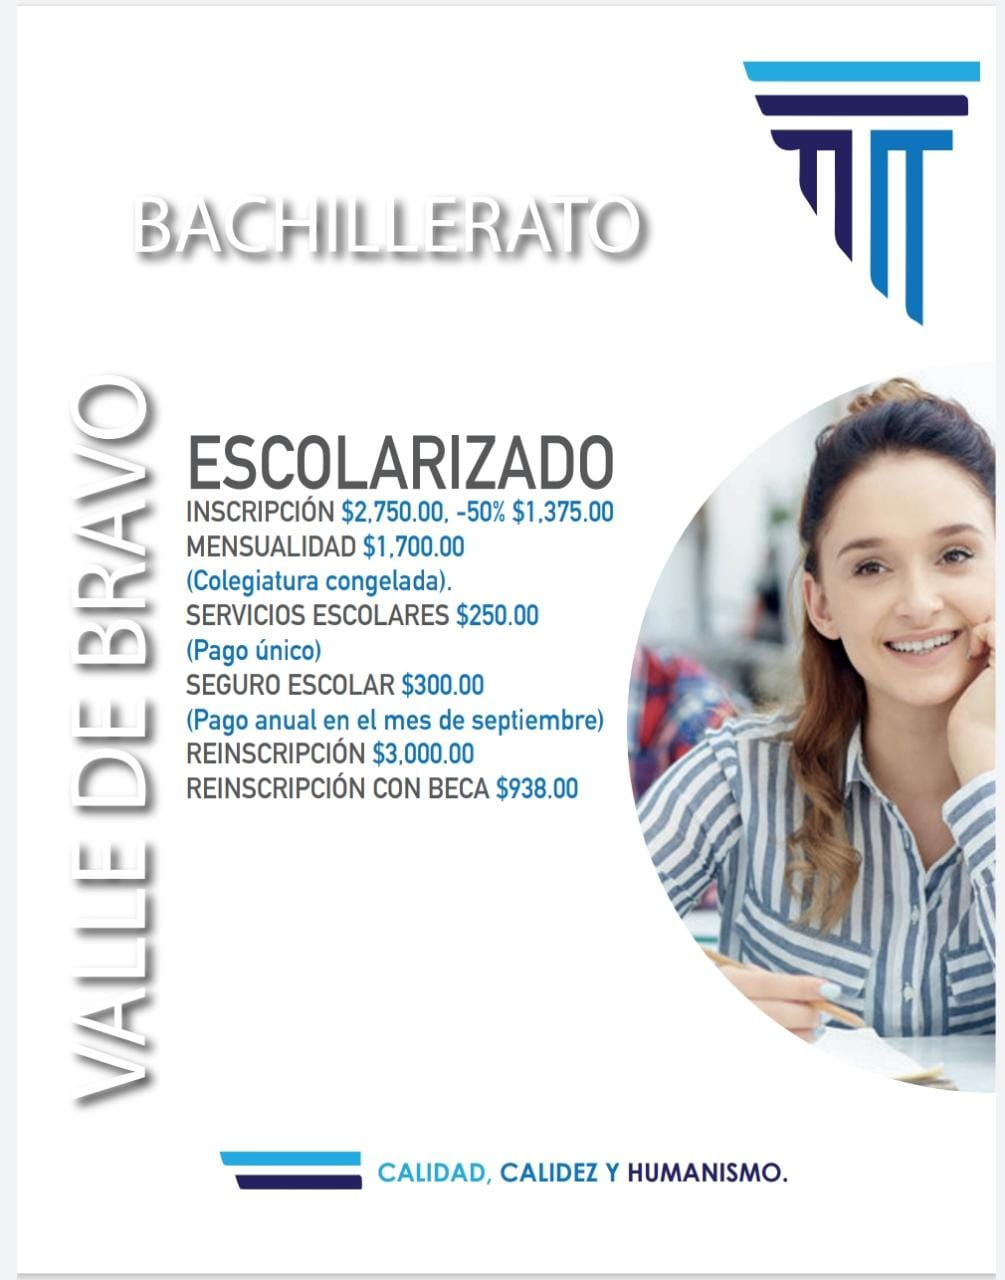 BACHILLERATO
VALLE DE BRAVO
ESCOLARIZADO
INSCRIPCIÓN $2,750.00, -50% $1,375.00
MENSUALIDAD $1,700.00
(Colegiatura congelada).
SERVICIOS ESCOLARES $250.00
(Pago único)
SEGURO ESCOLAR $300.00
(Pago anual en el mes de septiembre)
REINSCRIPCIÓN $3,000.00
REINSCRIPCIÓN CON BECA $938.00
CALIDAD, CALIDEZ Y HUMANISMO.